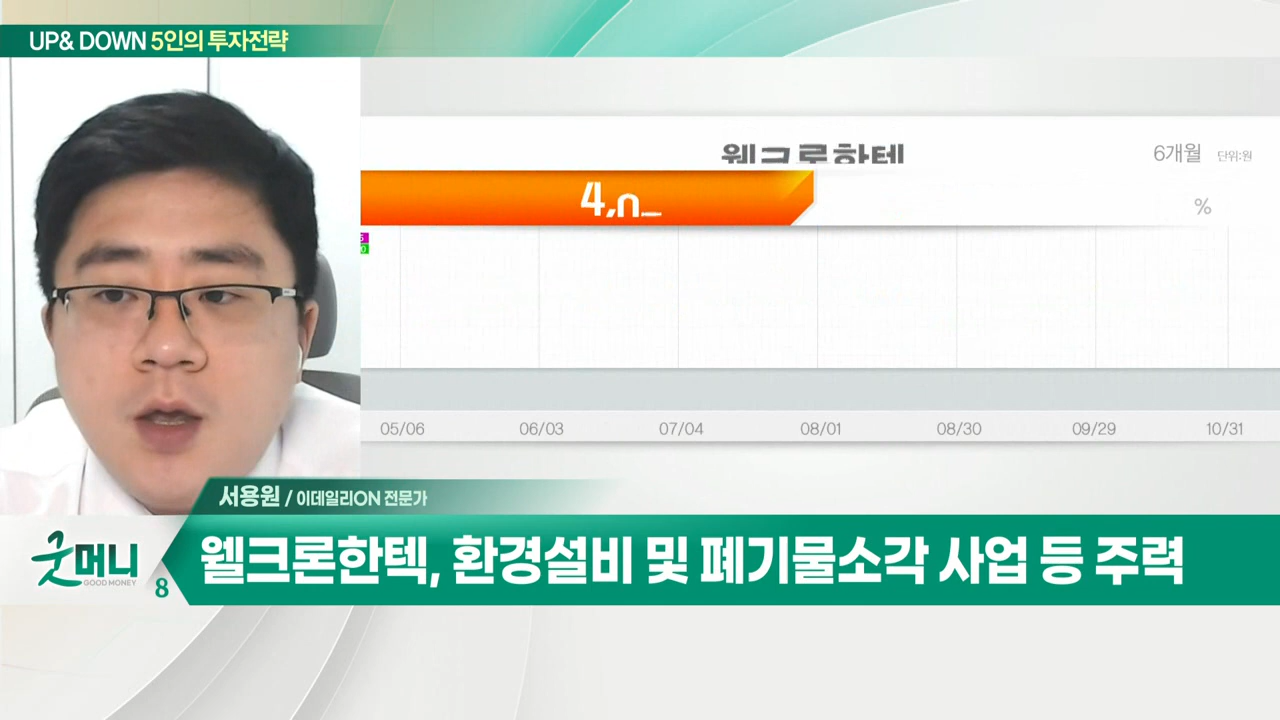 UP& DOWN 5인의 투자전략
6개월 단위:원
%
05/06 06/03 07/04 08/01 08/30 09/29 10/31
서용원 / 이데일리ON 전문가
굿머니
GOOD MONEY
8
웰크론한텍, 환경설비 및 폐기물소각 사업 등 주력